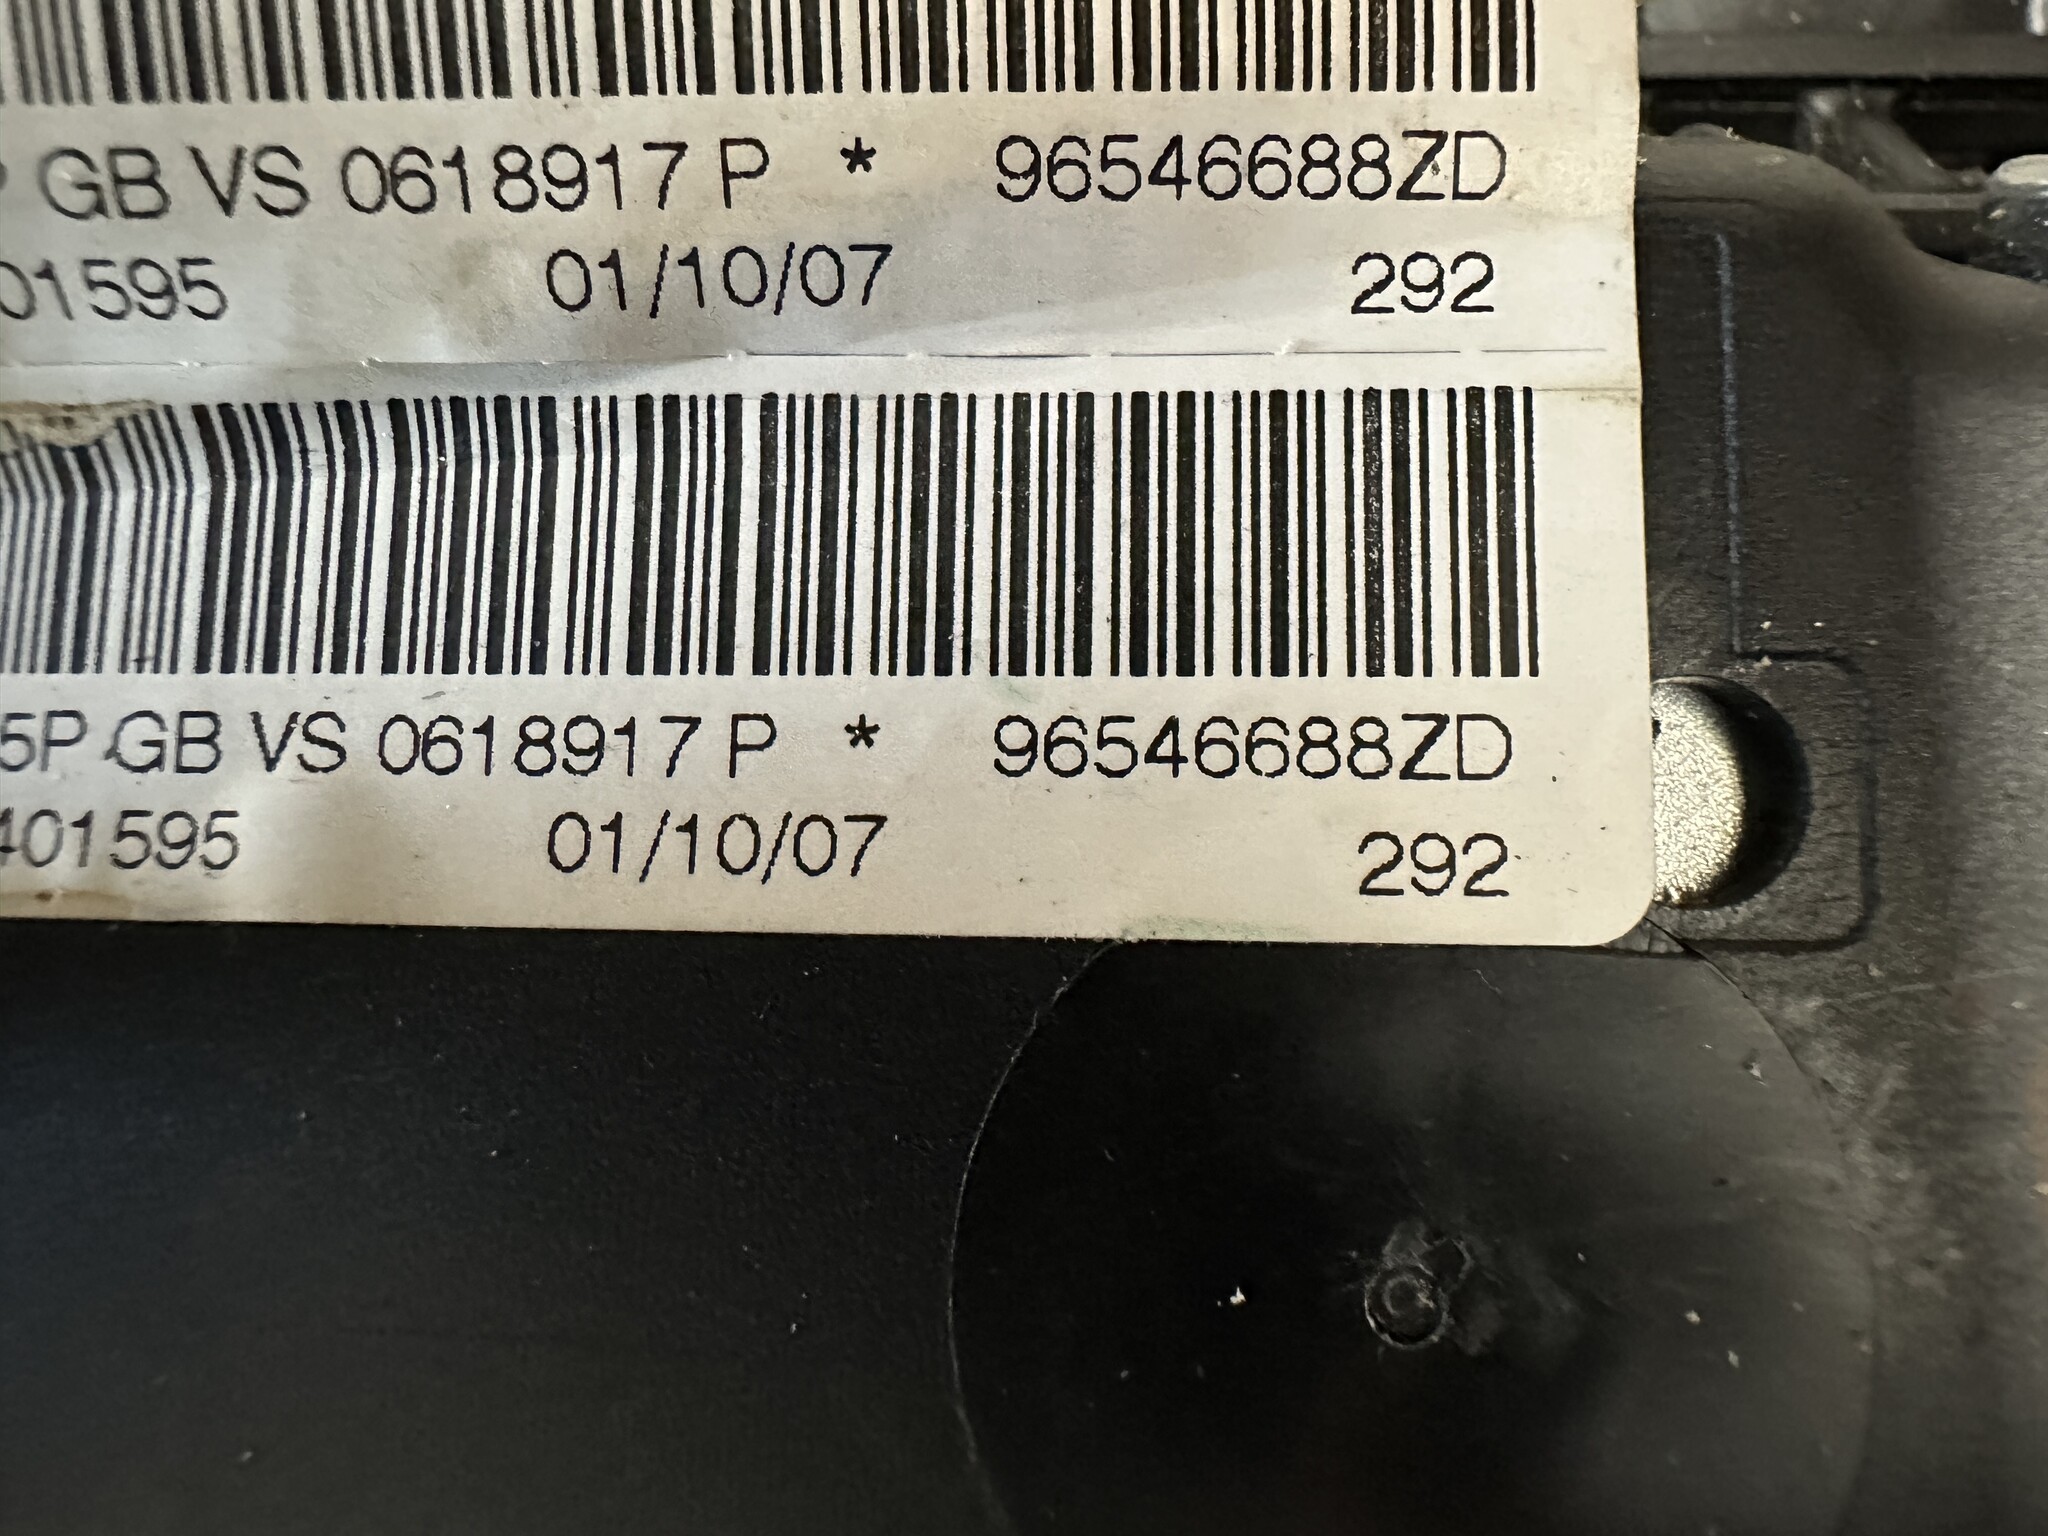 P GB VS 0618917 P * 96546688ZD
01595 01/10/07 292
5P GB VS 0618917 P * 96546688ZD
401595 01/10/07 292